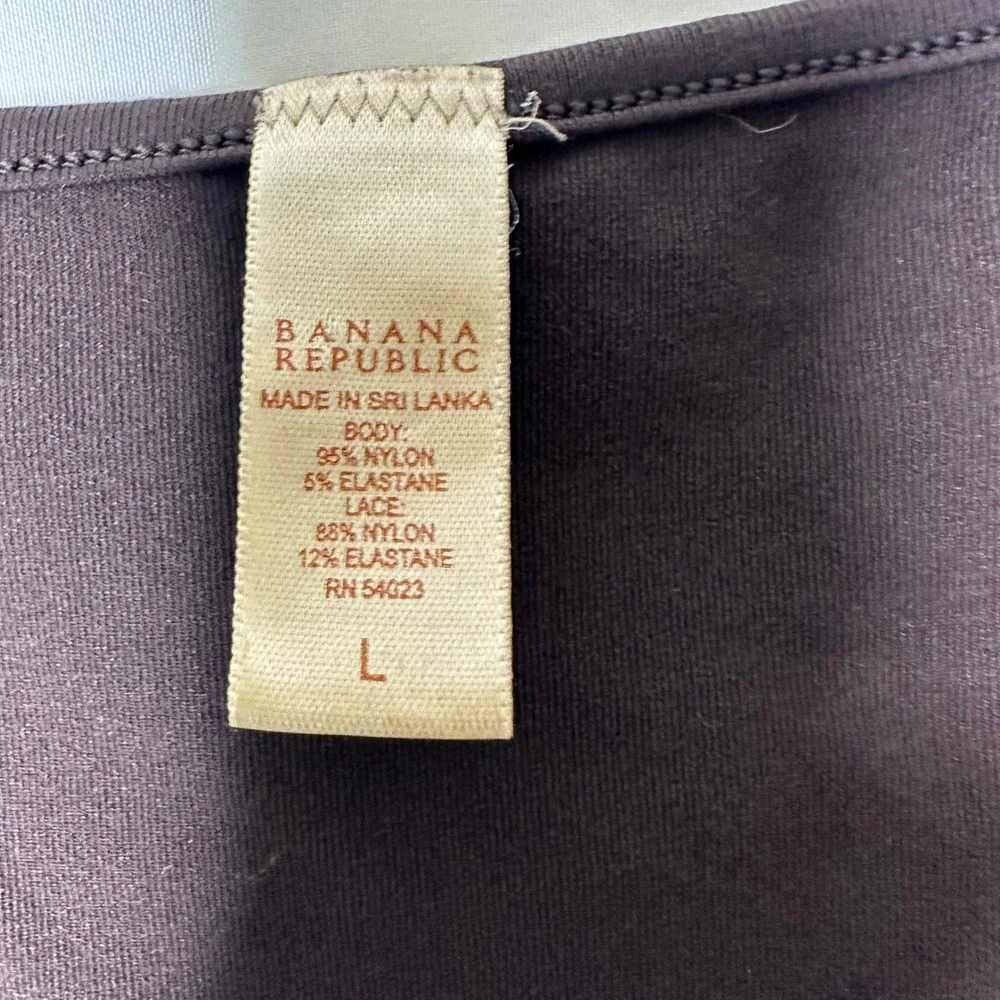 BANANA
REPUBLIC
MADE IN SRI LANKA
BODY:
95% NYLON
5% ELASTANE
LACE:
88% NYLON
12% ELASTANE
RN 54023
L